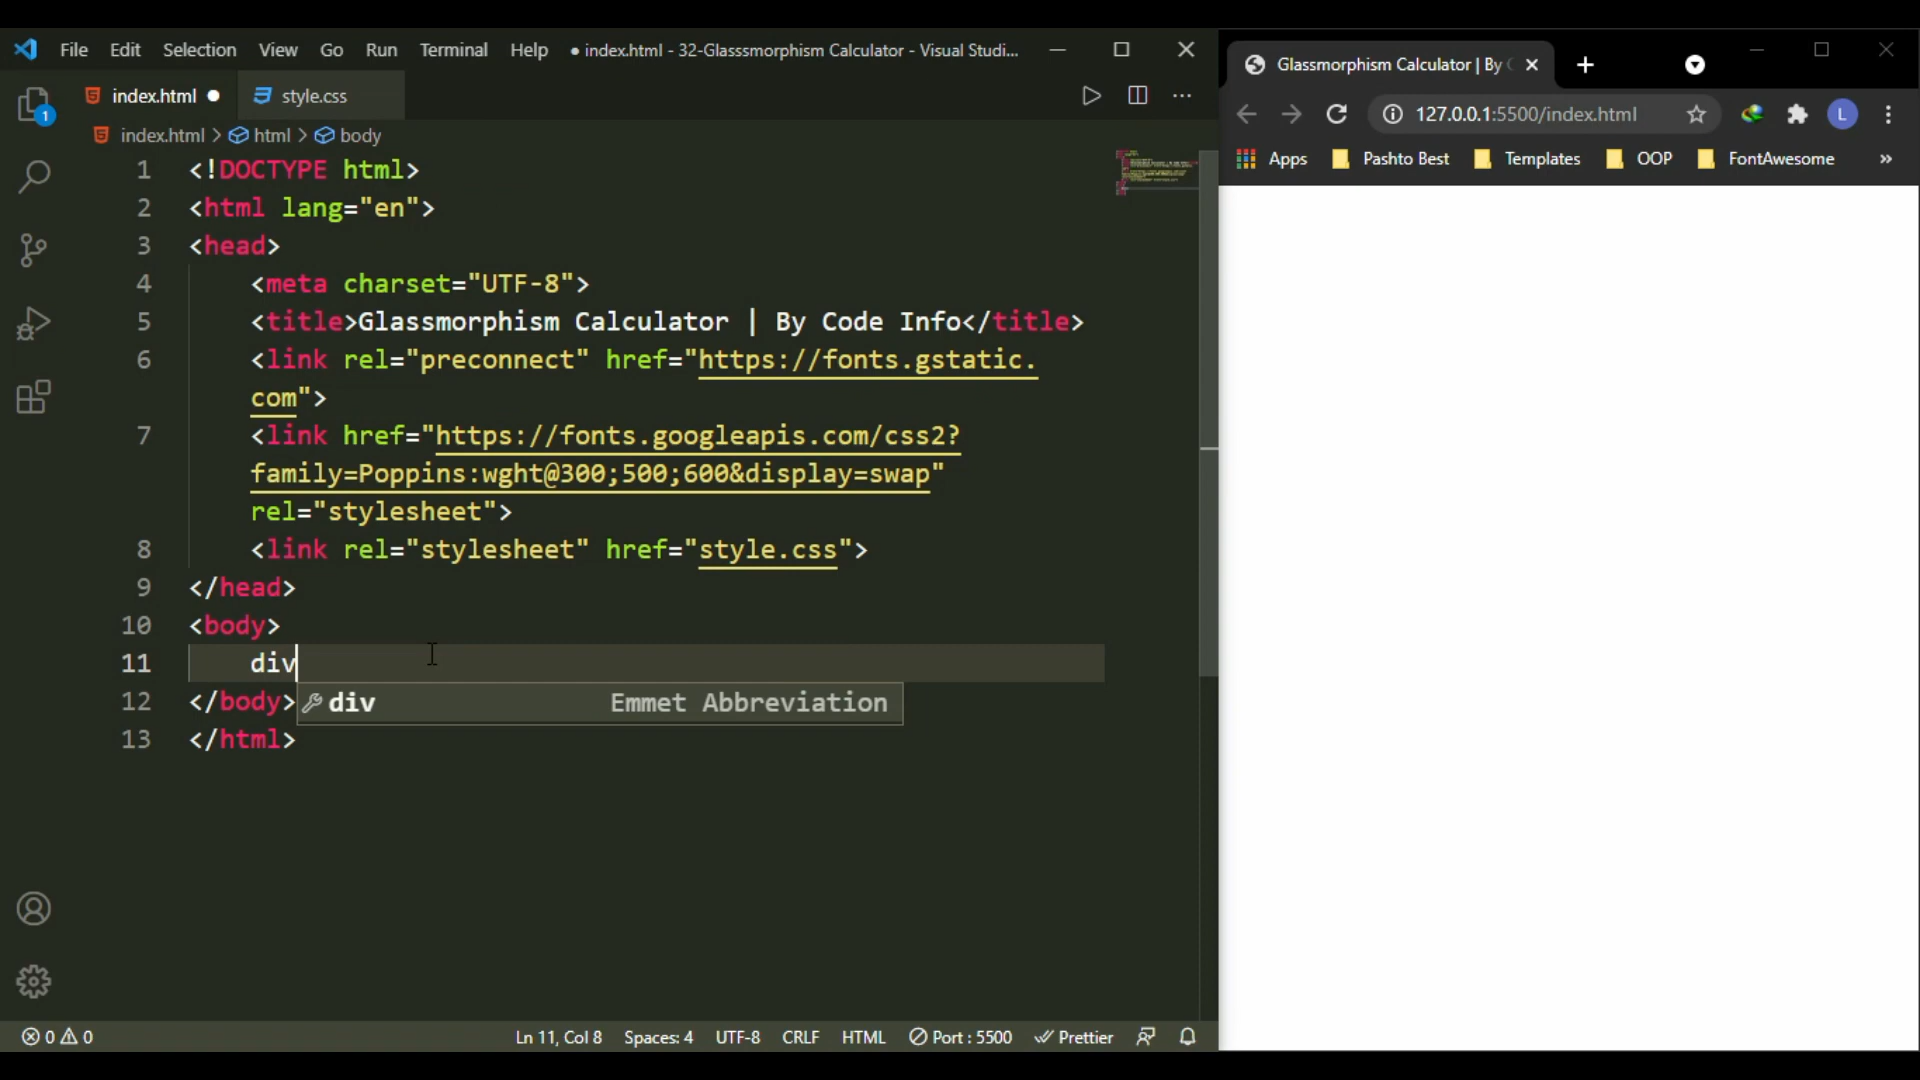 File Edit Selection View Go Run Terminal Help ● index.html - 32-Glasssmorphism Calculator - Visual Studi...
index.html ● style.css
index.html > html > body
1 <!DOCTYPE html>
2 <html lang="en">
3 <head>
4 <meta charset="UTF-8">
5 <title>Glassmorphism Calculator | By Code Info</title>
6 <link rel="preconnect" href="https://fonts.gstatic.
com">
7 <link href="https://fonts.googleapis.com/css2?
family=Poppins:wght@300;500;600&display=swap"
rel="stylesheet">
8 <link rel="stylesheet" href="style.css">
9 </head>
10 <body>
11 div
12 </body>
div Emmet Abbreviation
13 </html>
1
0 0
Ln 11, Col 8 Spaces: 4 UTF-8 CRLF HTML Port : 5500 Prettier
Glassmorphism Calculator | By
127.0.0.1:5500/index.html
L
Apps Pashto Best Templates OOP FontAwesome »